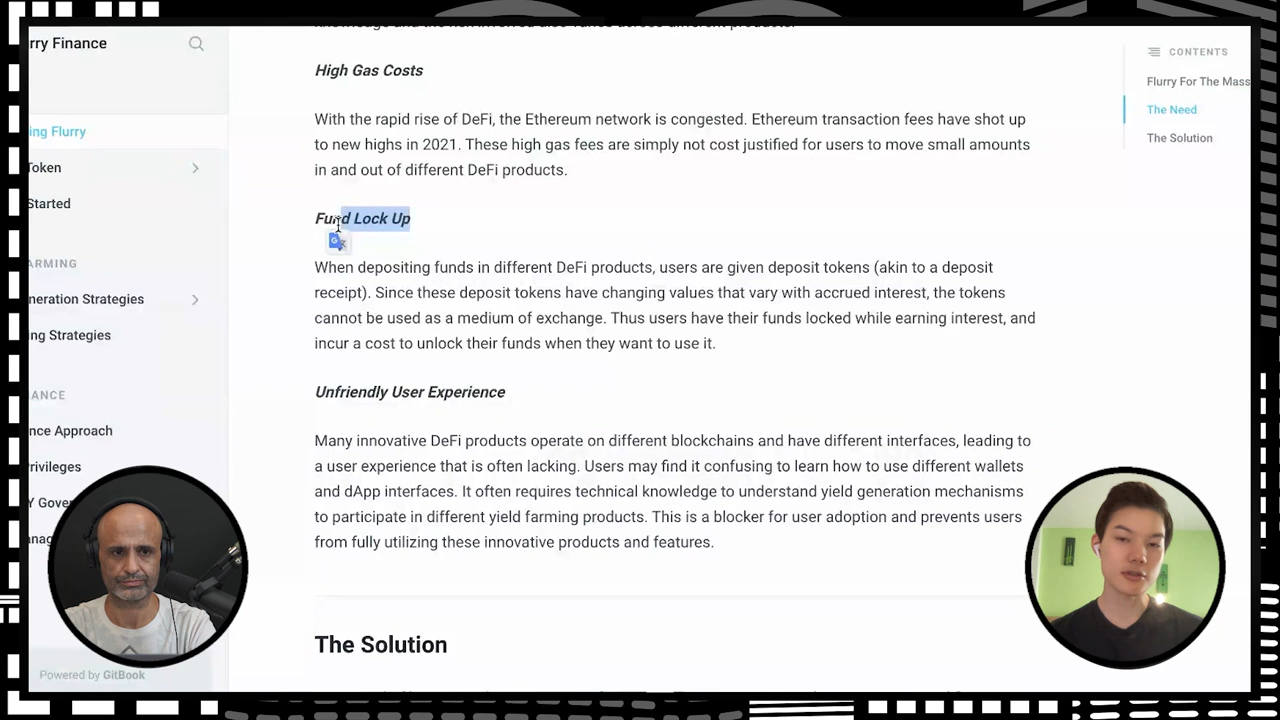 rry Finance
ing Flurry
Token
Started
ARMING
neration Strategies
ing Strategies
ANCE
nce Approach
rivileges
Y Gover
anag
Powered by GitBook
High Gas Costs
With the rapid rise of DeFi, the Ethereum network is congested. Ethereum transaction fees have shot up
to new highs in 2021. These high gas fees are simply not cost justified for users to move small amounts
in and out of different DeFi products.
Fund Lock Up
When depositing funds in different DeFi products, users are given deposit tokens (akin to a deposit
receipt). Since these deposit tokens have changing values that vary with accrued interest, the tokens
cannot be used as a medium of exchange. Thus users have their funds locked while earning interest, and
incur a cost to unlock their funds when they want to use it.
Unfriendly User Experience
Many innovative DeFi products operate on different blockchains and have different interfaces, leading to
a user experience that is often lacking. Users may find it confusing to learn how to use different wallets
and dApp interfaces. It often requires technical knowledge to understand yield generation mechanisms
to participate in different yield farming products. This is a blocker for user adoption and prevents users
from fully utilizing these innovative products and features.
The Solution
CONTENTS
Flurry For The Mass
The Need
The Solution